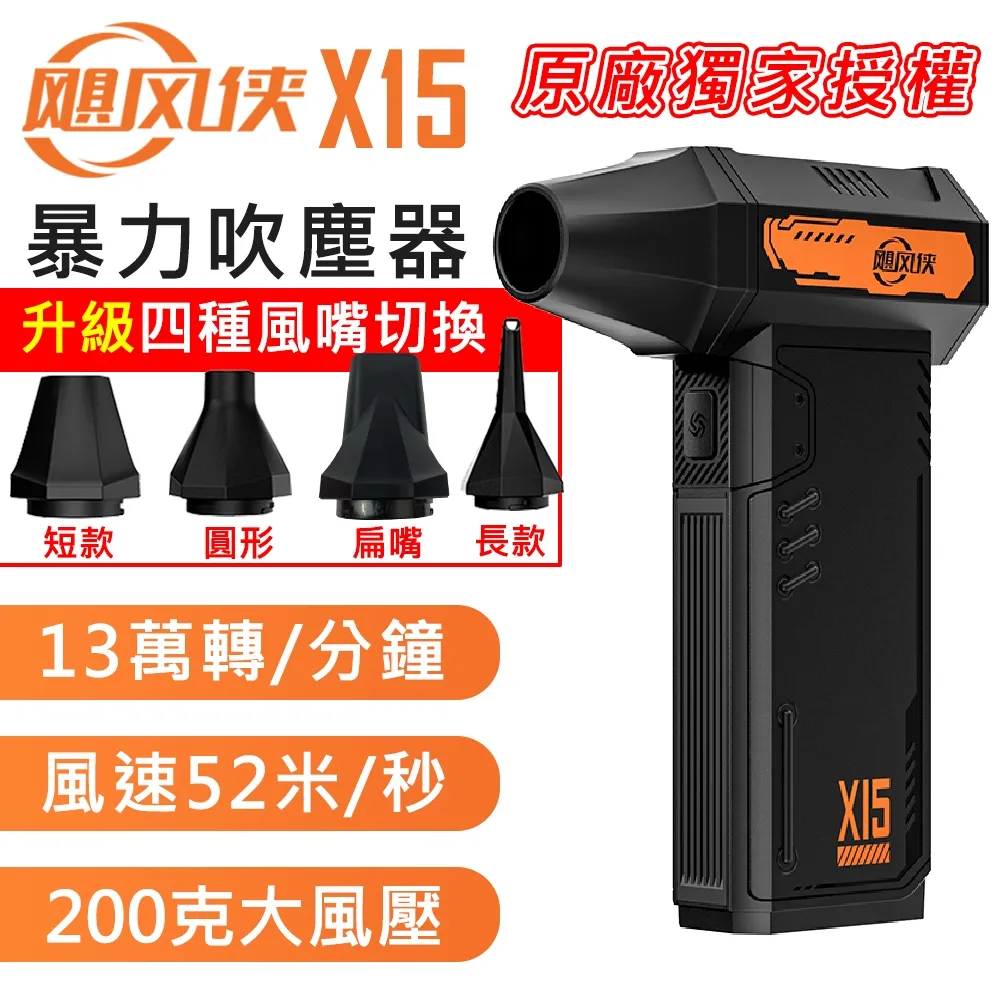 飓风侠 X15
原廠獨家授權
暴力吹塵器
升級四種風嘴切換
短款 圓形 扁嘴 長款
13萬轉/分鐘
風速52米/秒
200克大風壓
飓风侠
X15